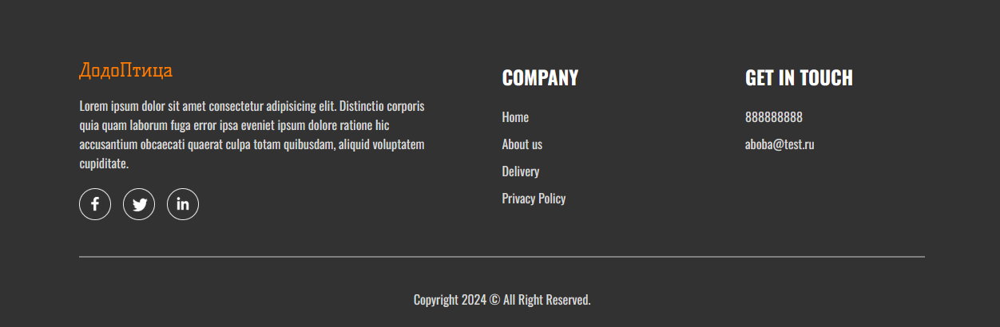 ДодоПтица
Lorem ipsum dolor sit amet consectetur adipisicing elit. Distinctio corporis
quia quam laborum fuga error ipsa eveniet ipsum dolore ratione hic
accusantium obcaecati quaerat culpa totam quibusdam, aliquid voluptatem
cupiditate.
COMPANY
Home
About us
Delivery
Privacy Policy
GET IN TOUCH
888888888
aboba@test.ru
Copyright 2024 © All Right Reserved.